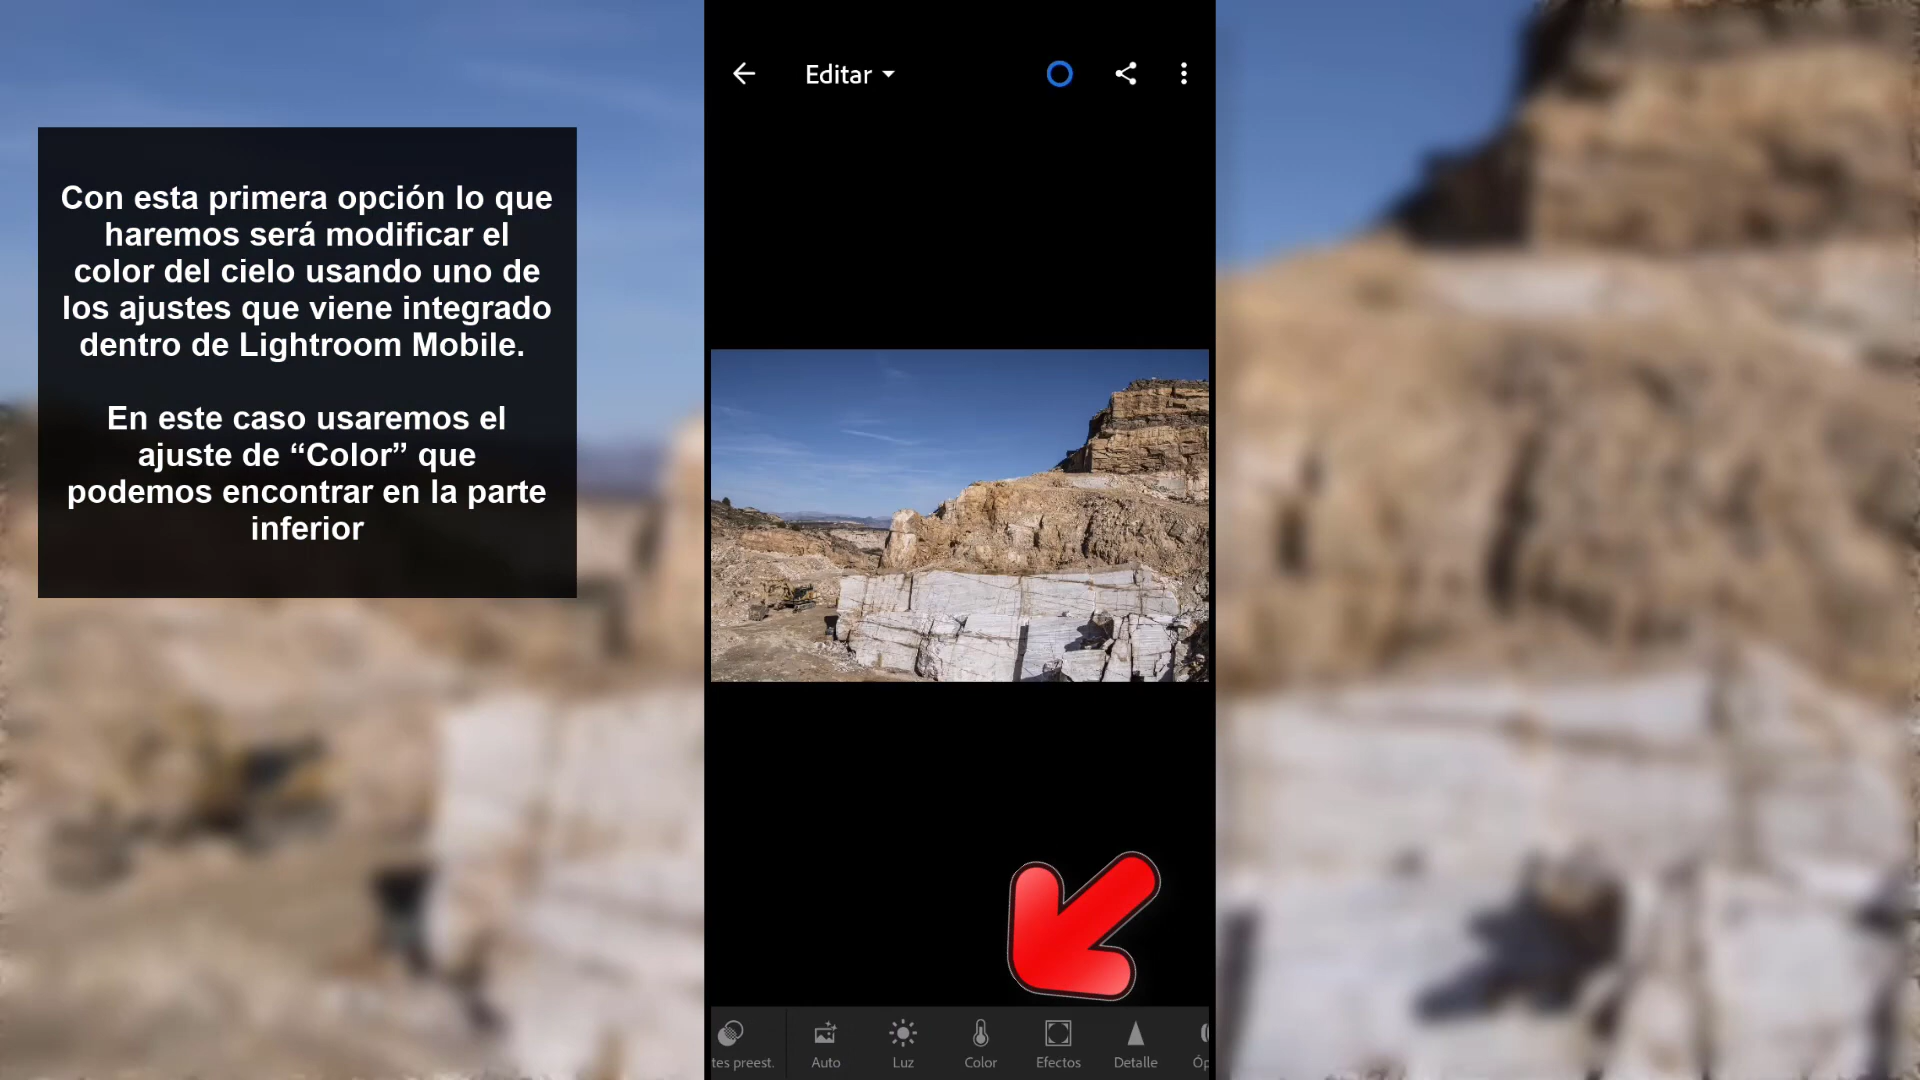 Editar
Con esta primera opción lo que
haremos será modificar el
color del cielo usando uno de
los ajustes que viene integrado
dentro de Lightroom Mobile.
En este caso usaremos el
ajuste de “Color” que
podemos encontrar en la parte
inferior
tes preest.
Auto
Luz
Color
Efectos
Detalle
Óp